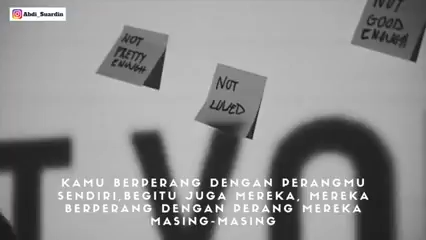 Abdi_Suardin
NOT
GOOD
ENOUGH
NOT
PRETTY
ENOUGH
NOT
LOVED
KAMU BERPERANG DENGAN PERANGMU
SENDIRI,BEGITU JUGA MEREKA, MEREKA
BERPERANG DENGAN PERANG MEREKA
MASING-MASING